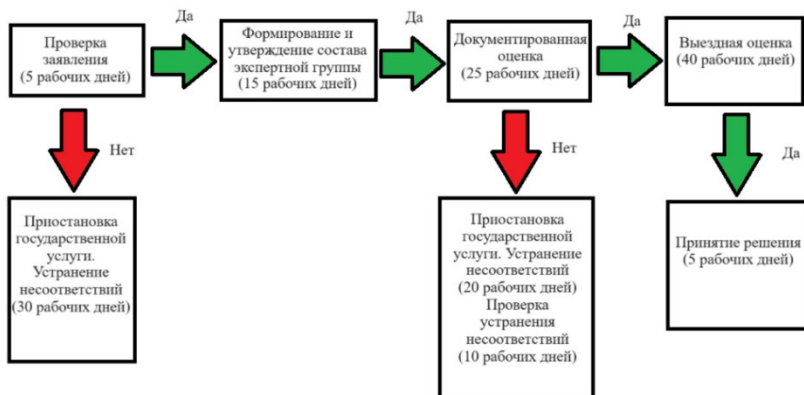 Проверка
заявления
(5 рабочих дней)
Да
Формирование и
утверждение состава
экспертной группы
(15 рабочих дней)
Да
Документированная
оценка
(25 рабочих дней)
Да
Выездная оценка
(40 рабочих дней)
Нет
Нет
Да
Приостановка
государственной
услуги.
Устранение
несоответствий
(30 рабочих дней)
Приостановка
государственной
услуги. Устранение
несоответствий
(20 рабочих дней)
Проверка
устранения
несоответствий
(10 рабочих дней)
Принятие решения
(5 рабочих дней)